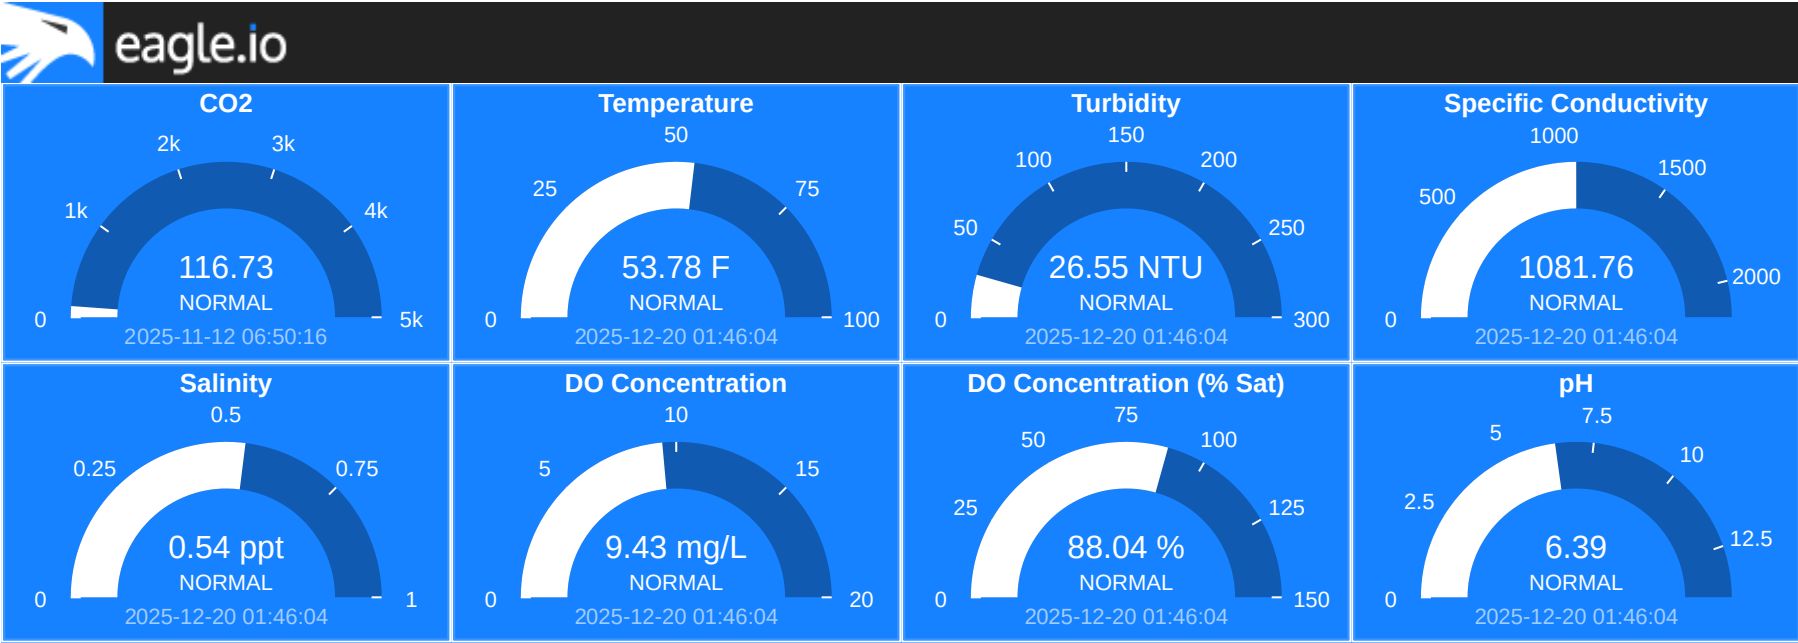 eagle.io
CO2
0
1k
2k
3k
4k
5k
116.73
NORMAL
2025-11-12 06:50:16
Temperature
0
25
50
75
100
53.78 F
NORMAL
2025-12-20 01:46:04
Turbidity
0
50
100
150
200
250
300
26.55 NTU
NORMAL
2025-12-20 01:46:04
Specific Conductivity
0
500
1000
1500
2000
1081.76
NORMAL
2025-12-20 01:46:04
Salinity
0
0.25
0.5
0.75
1
0.54 ppt
NORMAL
2025-12-20 01:46:04
DO Concentration
0
5
10
15
20
9.43 mg/L
NORMAL
2025-12-20 01:46:04
DO Concentration (% Sat)
0
25
50
75
100
125
150
88.04 %
NORMAL
2025-12-20 01:46:04
pH
0
2.5
5
7.5
10
12.5
6.39
NORMAL
2025-12-20 01:46:04